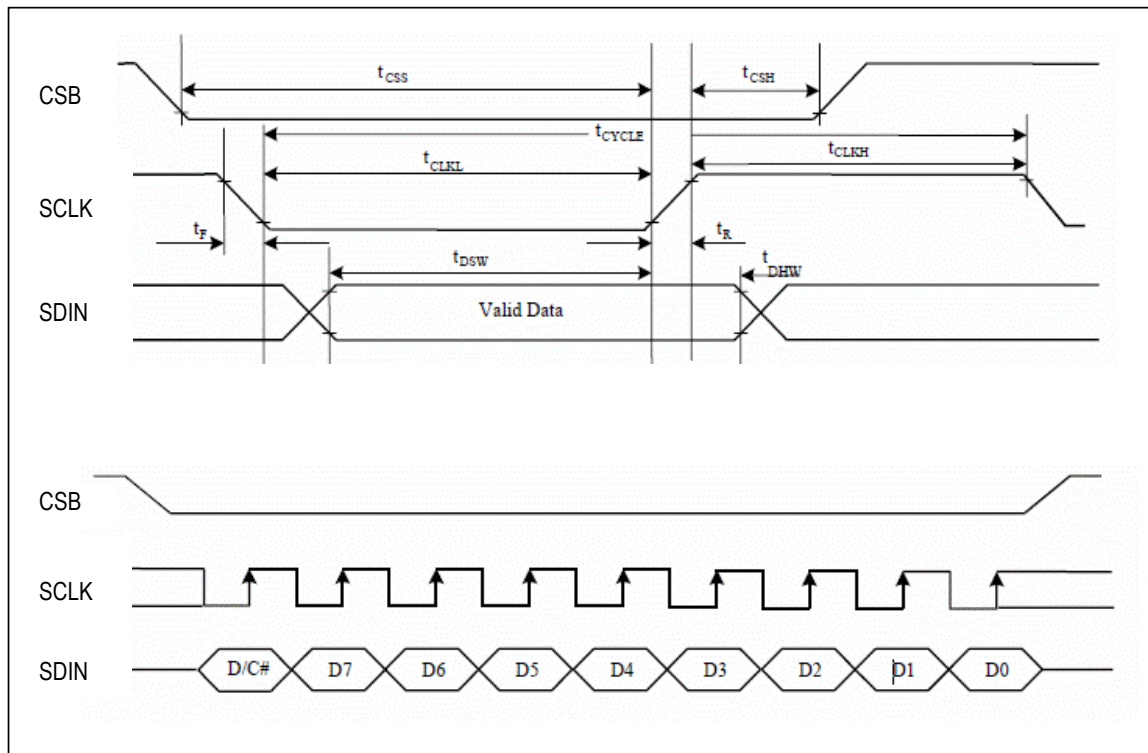 CSB
tCSS
tCSH
tCYCLE
tCLKL
tCLKH
SCLK
tF
tR
tDSW
tDHW
SDIN
Valid Data
CSB
SCLK
SDIN
D/C# D7 D6 D5 D4 D3 D2 D1 D0